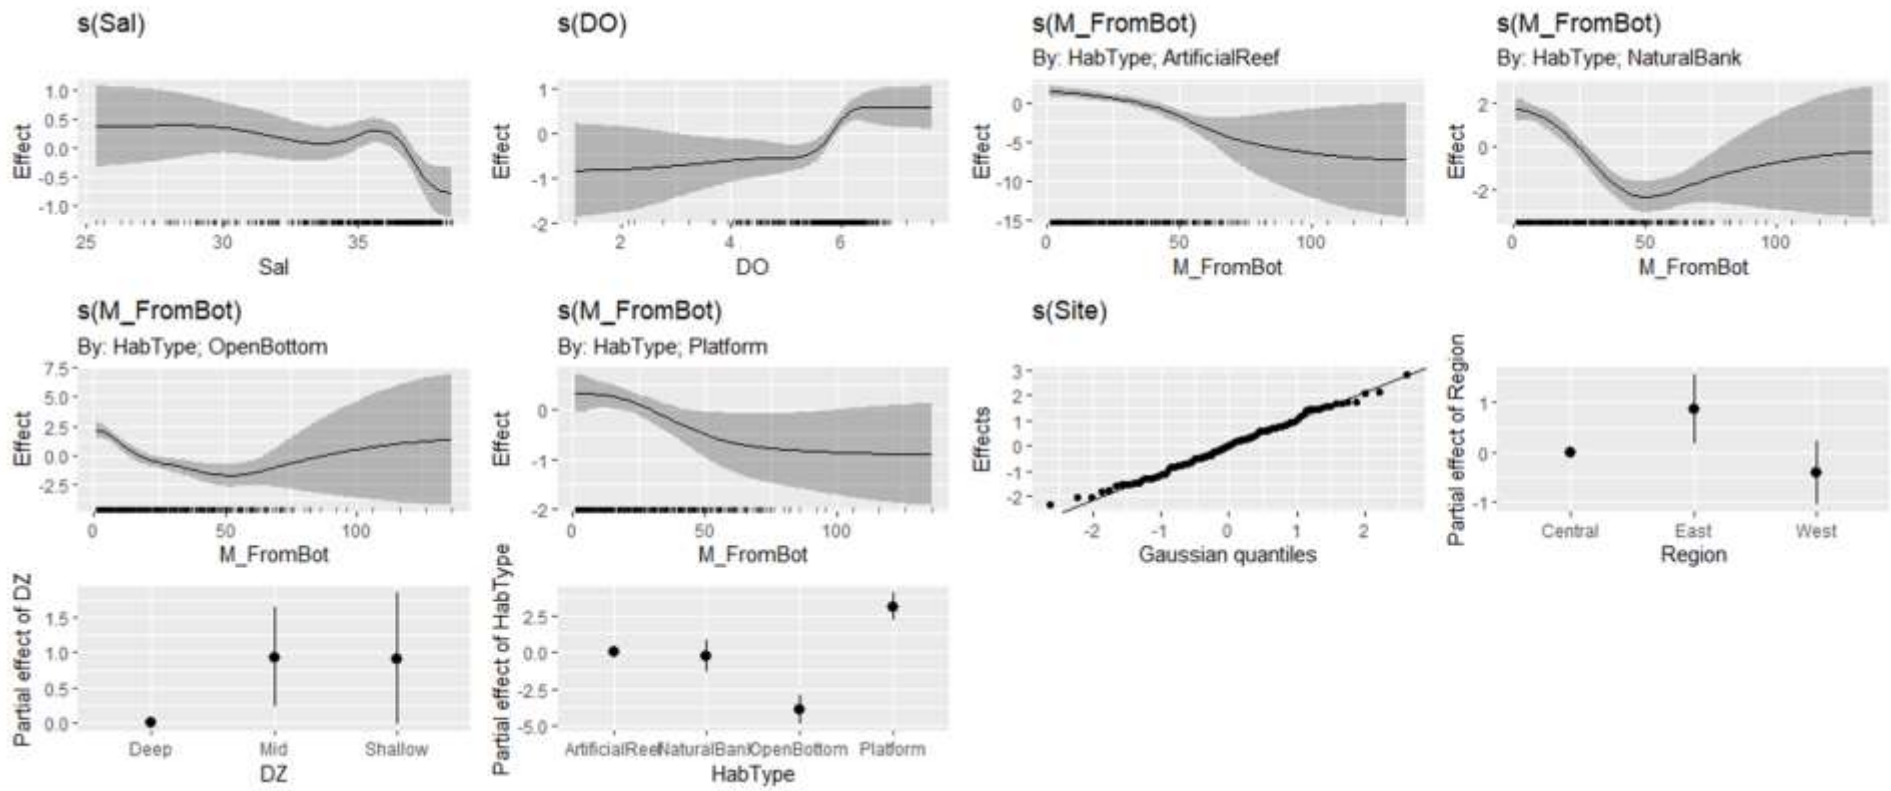 s(Sal)
Effect
1.0
0.5
0.0
-0.5
-1.0
25
30
35
Sal
s(DO)
Effect
1
0
-1
-2
2
4
6
DO
s(M_FromBot)
By: HabType; ArtificialReef
Effect
0
-5
-10
-15
0
50
100
M_FromBot
s(M_FromBot)
By: HabType; NaturalBank
Effect
2
0
-2
0
50
100
M_FromBot
s(M_FromBot)
By: HabType; OpenBottom
Effect
7.5
5.0
2.5
0.0
-2.5
0
50
100
M_FromBot
s(M_FromBot)
By: HabType; Platform
Effect
0
-1
-2
0
50
100
M_FromBot
s(Site)
Effects
3
2
1
0
-1
-2
-2
-1
0
1
2
Gaussian quantiles
Partial effect of Region
1
0
-1
Central
East
West
Region
Partial effect of DZ
1.5
1.0
0.5
0.0
Deep
Mid
Shallow
DZ
Partial effect of HabType
2.5
0.0
-2.5
-5.0
ArtificialReef
NaturalBank
OpenBottom
Platform
HabType